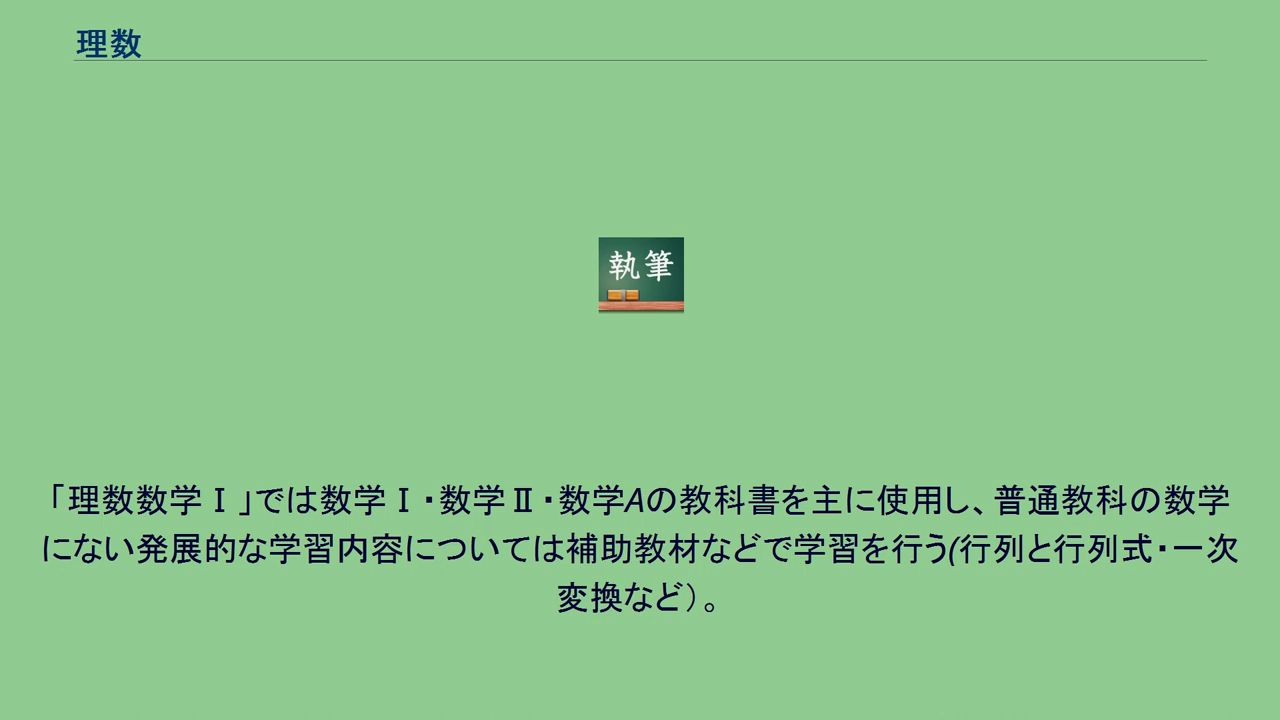 理数
執筆
「理数数学Ⅰ」では数学Ⅰ・数学Ⅱ・数学Aの教科書を主に使用し、普通教科の数学
にない発展的な学習内容については補助教材などで学習を行う(行列と行列式・一次
変換など）。